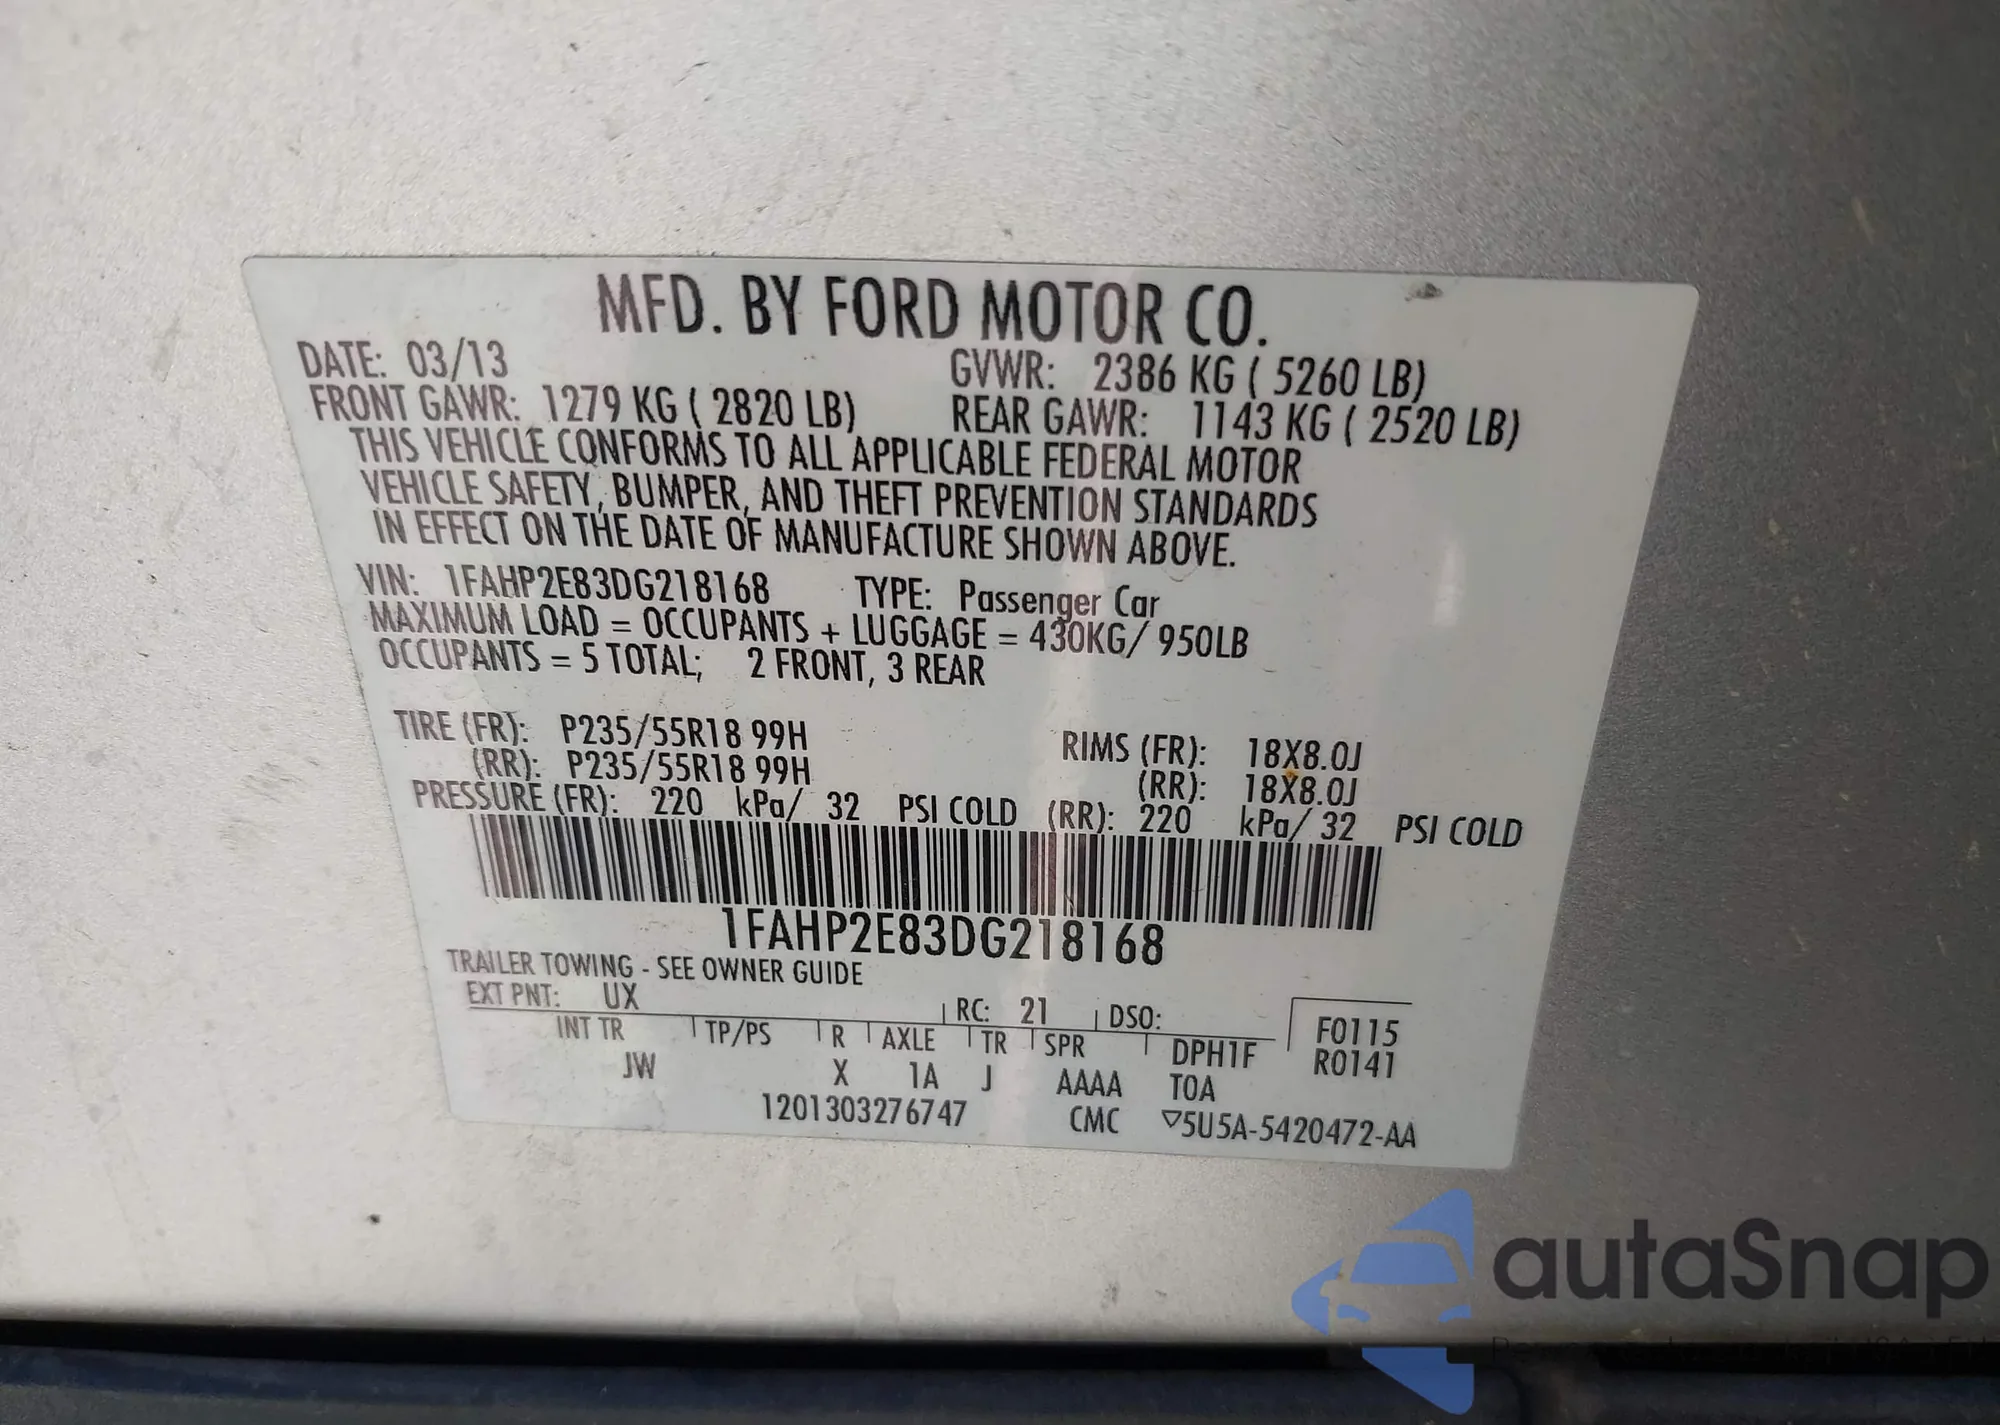 MFD. BY FORD MOTOR CO.
DATE: 03/13 GVWR: 2386 KG ( 5260 LB)
FRONT GAWR: 1279 KG ( 2820 LB) REAR GAWR: 1143 KG ( 2520 LB)
THIS VEHICLE CONFORMS TO ALL APPLICABLE FEDERAL MOTOR
VEHICLE SAFETY, BUMPER, AND THEFT PREVENTION STANDARDS
IN EFFECT ON THE DATE OF MANUFACTURE SHOWN ABOVE.
VIN: 1FAHP2E83DG218168 TYPE: Passenger Car
MAXIMUM LOAD = OCCUPANTS + LUGGAGE = 430KG/ 950LB
OCCUPANTS = 5 TOTAL; 2 FRONT, 3 REAR
TIRE (FR): P235/55R18 99H RIMS (FR): 18X8.0J
(RR): P235/55R18 99H (RR): 18X8.0J
PRESSURE (FR): 220 kPa/ 32 PSI COLD (RR): 220 kPa/ 32 PSI COLD
1FAHP2E83DG218168
TRAILER TOWING - SEE OWNER GUIDE
EXT PNT: UX RC: 21 DSO: F0115
INT TR TP/PS R AXLE TR SPR DPH1F R0141
JW X 1A J AAAA T0A
1201303276747 CMC ▽5U5A-5420472-AA
autaSnap